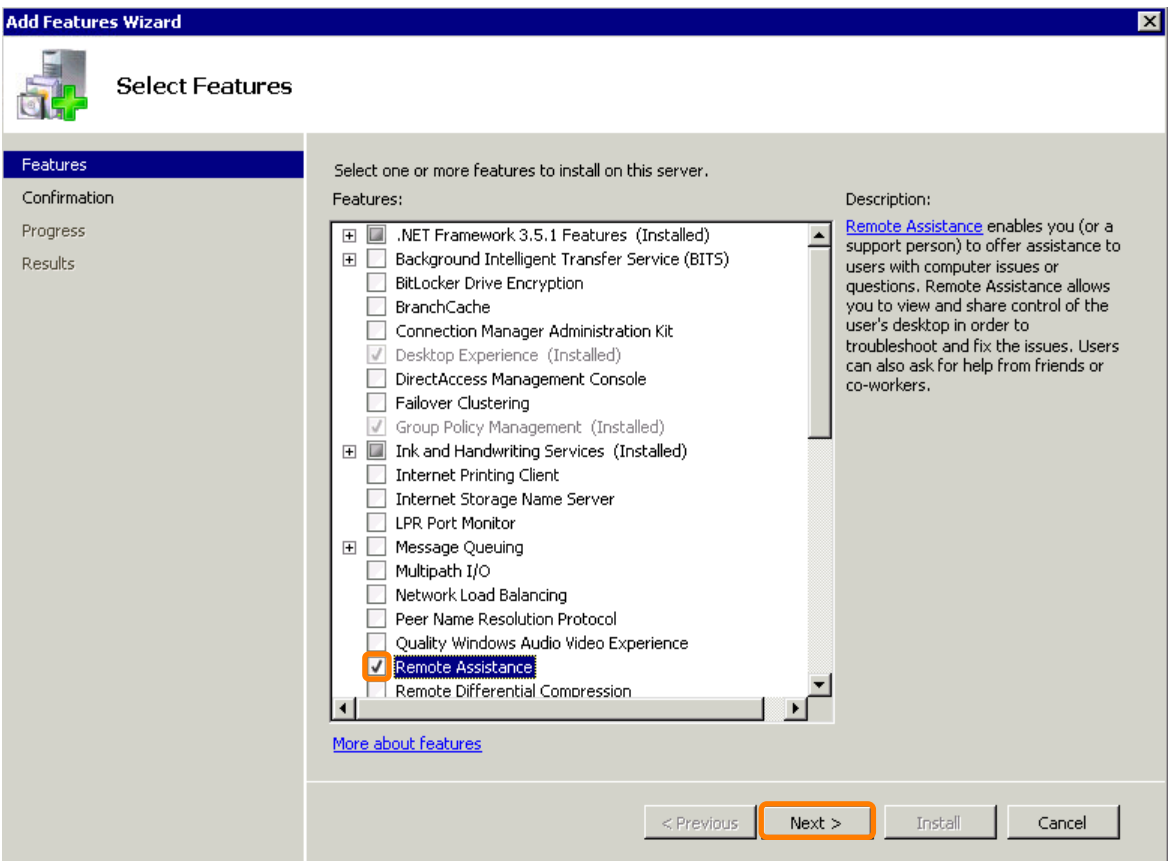 Add Features Wizard
Select Features
Features
Confirmation
Progress
Results
Select one or more features to install on this server.
Features:
.NET Framework 3.5.1 Features (Installed)
Background Intelligent Transfer Service (BITS)
BitLocker Drive Encryption
BranchCache
Connection Manager Administration Kit
Desktop Experience (Installed)
DirectAccess Management Console
Failover Clustering
Group Policy Management (Installed)
Ink and Handwriting Services (Installed)
Internet Printing Client
Internet Storage Name Server
LPR Port Monitor
Message Queuing
Multipath I/O
Network Load Balancing
Peer Name Resolution Protocol
Quality Windows Audio Video Experience
Remote Assistance
Remote Differential Compression
More about features
Description:
Remote Assistance enables you (or a
support person) to offer assistance to
users with computer issues or
questions. Remote Assistance allows
you to view and share control of the
user's desktop in order to
troubleshoot and fix the issues. Users
can also ask for help from friends or
co-workers.
< Previous
Next >
Install
Cancel